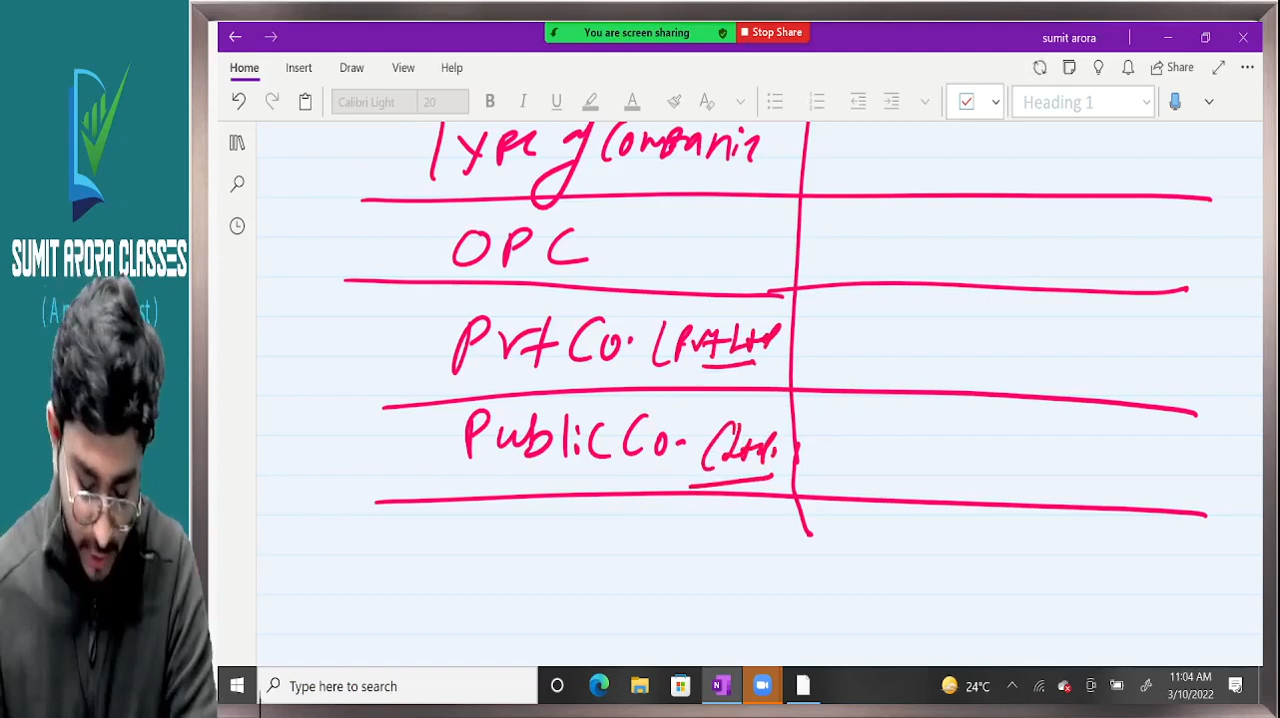 You are screen sharing
Stop Share
sumit arora
Home
Insert
Draw
View
Help
Share
Calibri Light
20
B
I
U
A
Heading 1
Type of Companie
OPC
Pvt Co. (Pvt Ltd
Public Co. (Ltd.)
SUMIT ARORA CLASSES
Type here to search
24°C
11:04 AM
3/10/2022